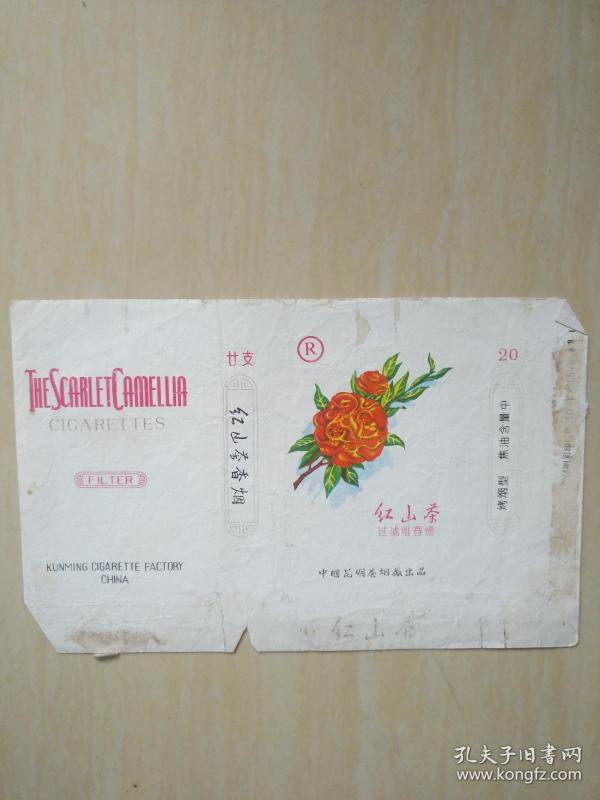 THE SCARLET CAMELLIA
CIGARETTES
FILTER
KUNMING CIGARETTE FACTORY
CHINA
廿支
红山茶香烟
®
红山茶
过滤咀香烟
中国昆明卷烟厂出品
红山茶
20
烤烟型 焦油含量中
孔夫子旧书网
www.kongfz.com